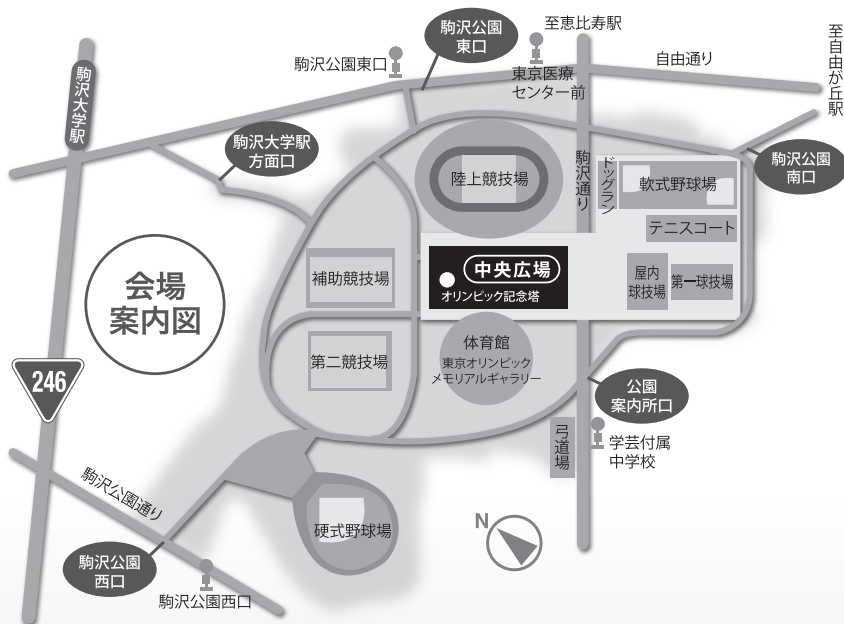 至恵比寿駅
駒沢公園
東口
駒沢公園東口
東京医療
センター前
自由通り
至自由が丘駅
駒沢大学駅
駒沢大学駅
方面口
駒沢公園
南口
陸上競技場
駒沢通り
ドッグラン
軟式野球場
テニスコート
会場
案内図
補助競技場
中央広場
オリンピック記念塔
屋内
球技場
第一球技場
第二競技場
体育館
東京オリンピック
メモリアルギャラリー
246
公園
案内所口
弓道場
学芸付属
中学校
駒沢公園通り
硬式野球場
N
駒沢公園
西口
駒沢公園西口